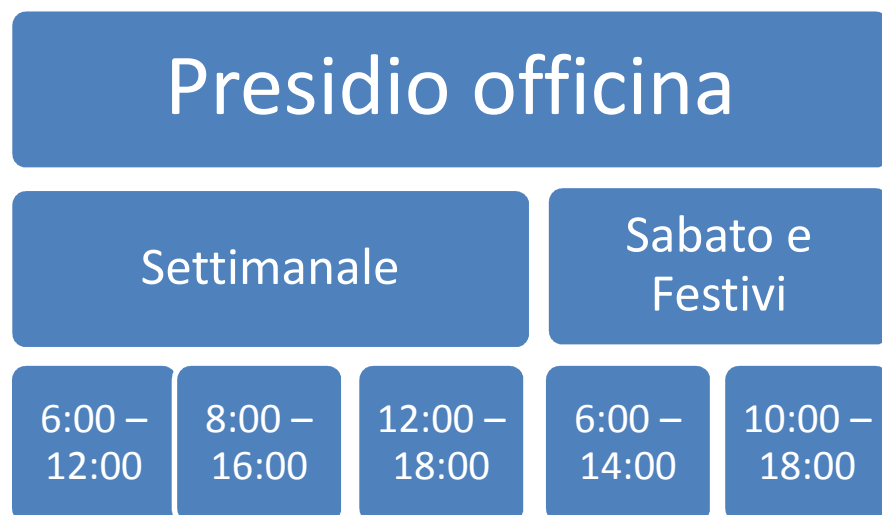 Presidio officina
Settimanale
Sabato e
Festivi
6:00 –
12:00
8:00 –
16:00
12:00 –
18:00
6:00 –
14:00
10:00 –
18:00